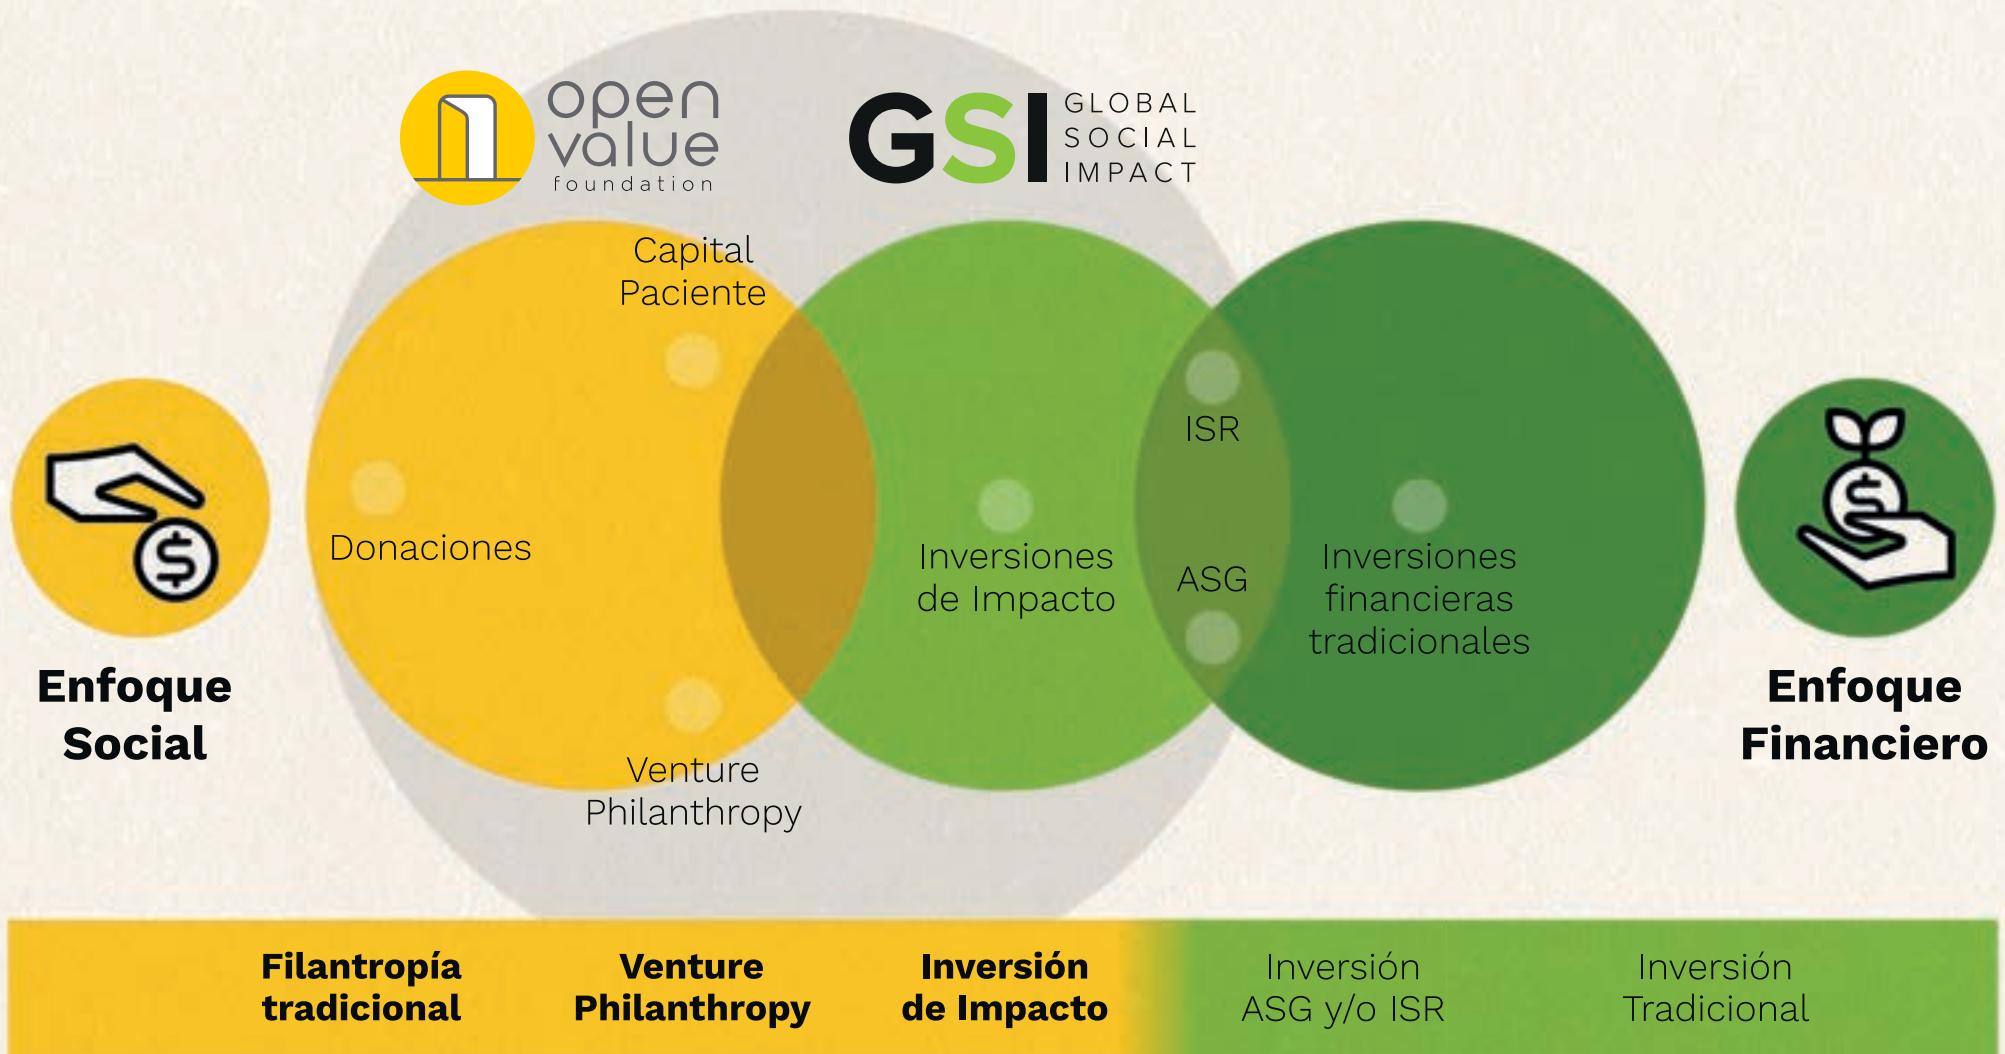 open
value
foundation
GSI
GLOBAL
SOCIAL
IMPACT
Capital
Paciente
Donaciones
Venture
Philanthropy
Inversiones
de Impacto
ISR
ASG
Inversiones
financieras
tradicionales
$
Enfoque
Social
$
Enfoque
Financiero
Filantropía
tradicional
Venture
Philanthropy
Inversión
de Impacto
Inversión
ASG y/o ISR
Inversión
Tradicional